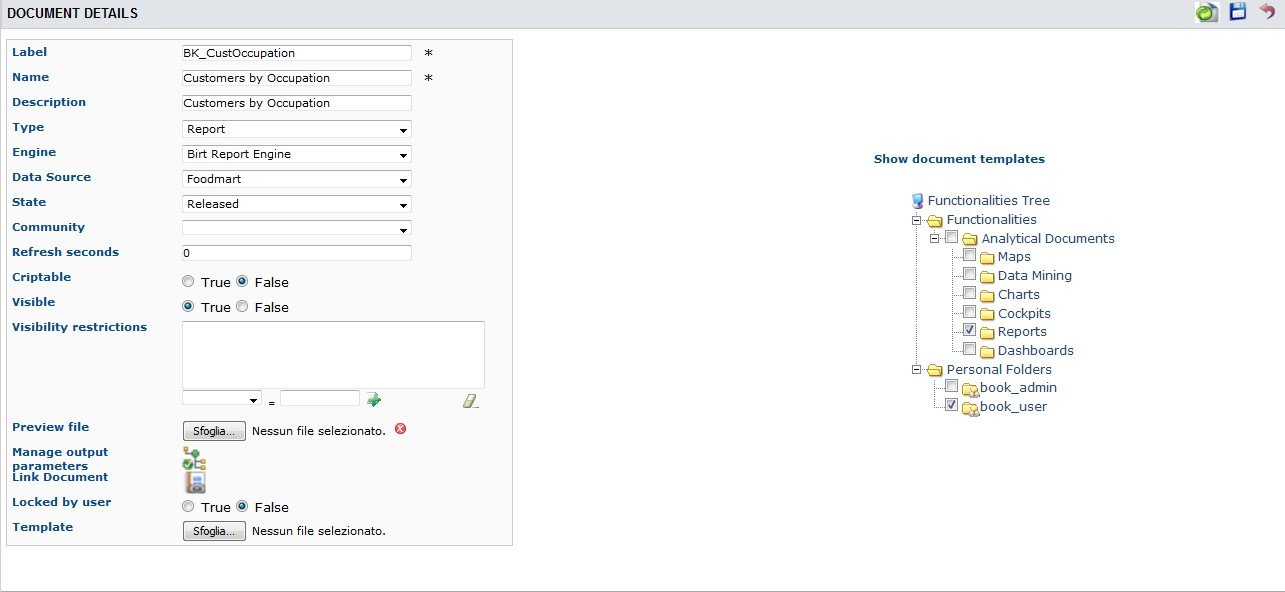 DOCUMENT DETAILS
Label BK_CustOccupation *
Name Customers by Occupation *
Description Customers by Occupation
Type Report
Engine Birt Report Engine
Data Source Foodmart
State Released
Community
Refresh seconds 0
Criptable True False
Visible True False
Visibility restrictions
=
Preview file Sfoglia... Nessun file selezionato.
Manage output
parameters
Link Document
Locked by user True False
Template Sfoglia... Nessun file selezionato.
Show document templates
Functionalities Tree
Functionalities
Analytical Documents
Maps
Data Mining
Charts
Cockpits
Reports
Dashboards
Personal Folders
book_admin
book_user